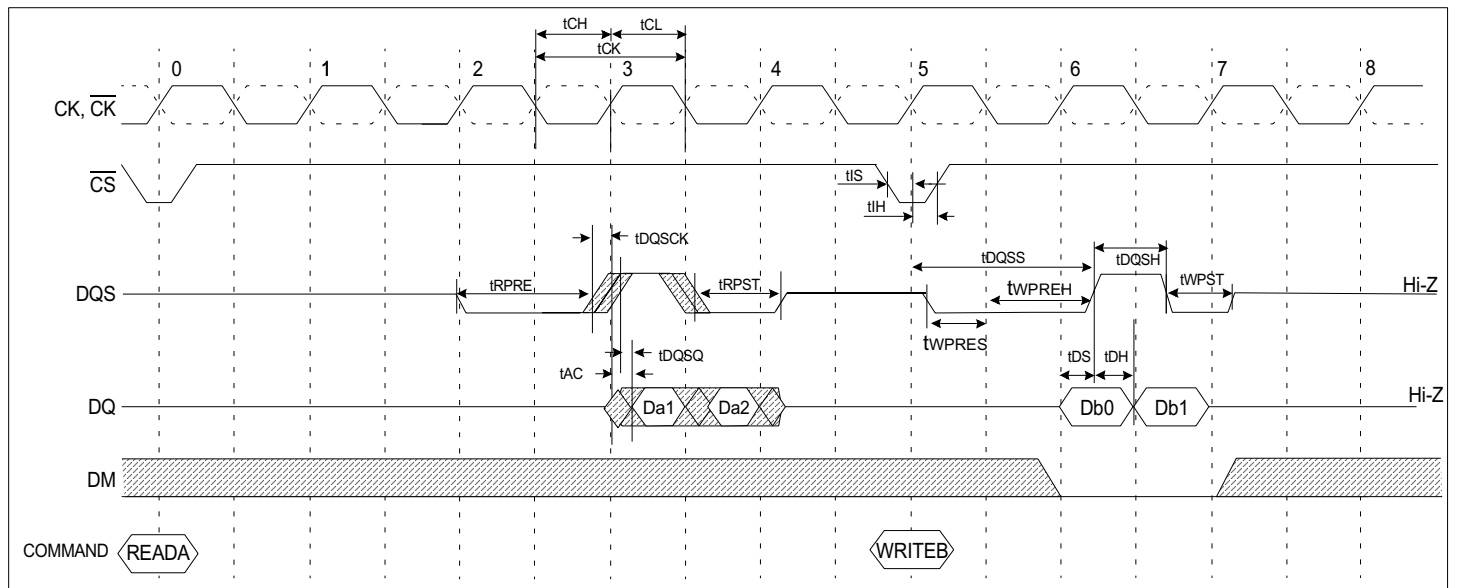 tCH tCL
tCK
0 1 2 3 4 5 6 7 8
CK, CK
CS
tIS
tIH
tDQSCK
tDQSS
tDQSH
tRPRE
tRPST
tWPREH
tWPST
DQS
Hi-Z
tWPRES
tDQSQ
tAC
tDS tDH
DQ
Da1 Da2
Db0 Db1
Hi-Z
DM
COMMAND READA WRITEB